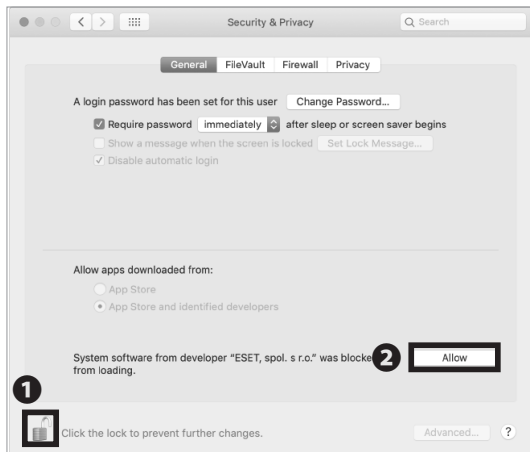 Security & Privacy
Search
General FileVault Firewall Privacy
A login password has been set for this user Change Password...
Require password immediately after sleep or screen saver begins
Show a message when the screen is locked Set Lock Message...
Disable automatic login
Allow apps downloaded from:
App Store
App Store and identified developers
System software from developer “ESET, spol. s r.o.” was blocke 2 Allow
from loading.
1
Click the lock to prevent further changes. Advanced... ?